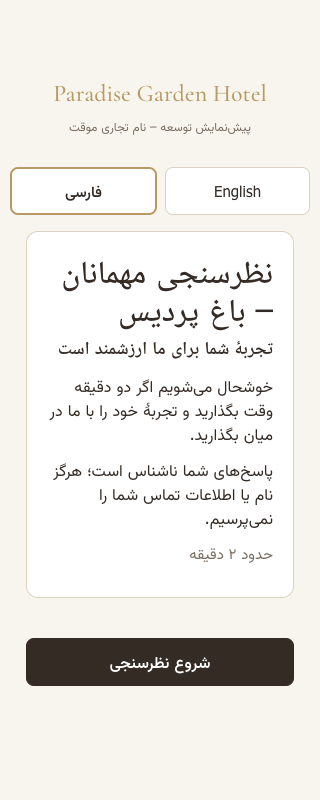 Paradise Garden Hotel
پیش‌نمایش توسعه – نام تجاری موقت
فارسی
English
نظرسنجی مهمانان
– باغ پردیس
تجربهٔ شما برای ما ارزشمند است
خوشحال می‌شویم اگر دو دقیقه
وقت بگذارید و تجربهٔ خود را با ما در
میان بگذارید.
پاسخ‌های شما ناشناس است؛ هرگز
نام یا اطلاعات تماس شما را
نمی‌پرسیم.
حدود ۲ دقیقه
شروع نظرسنجی